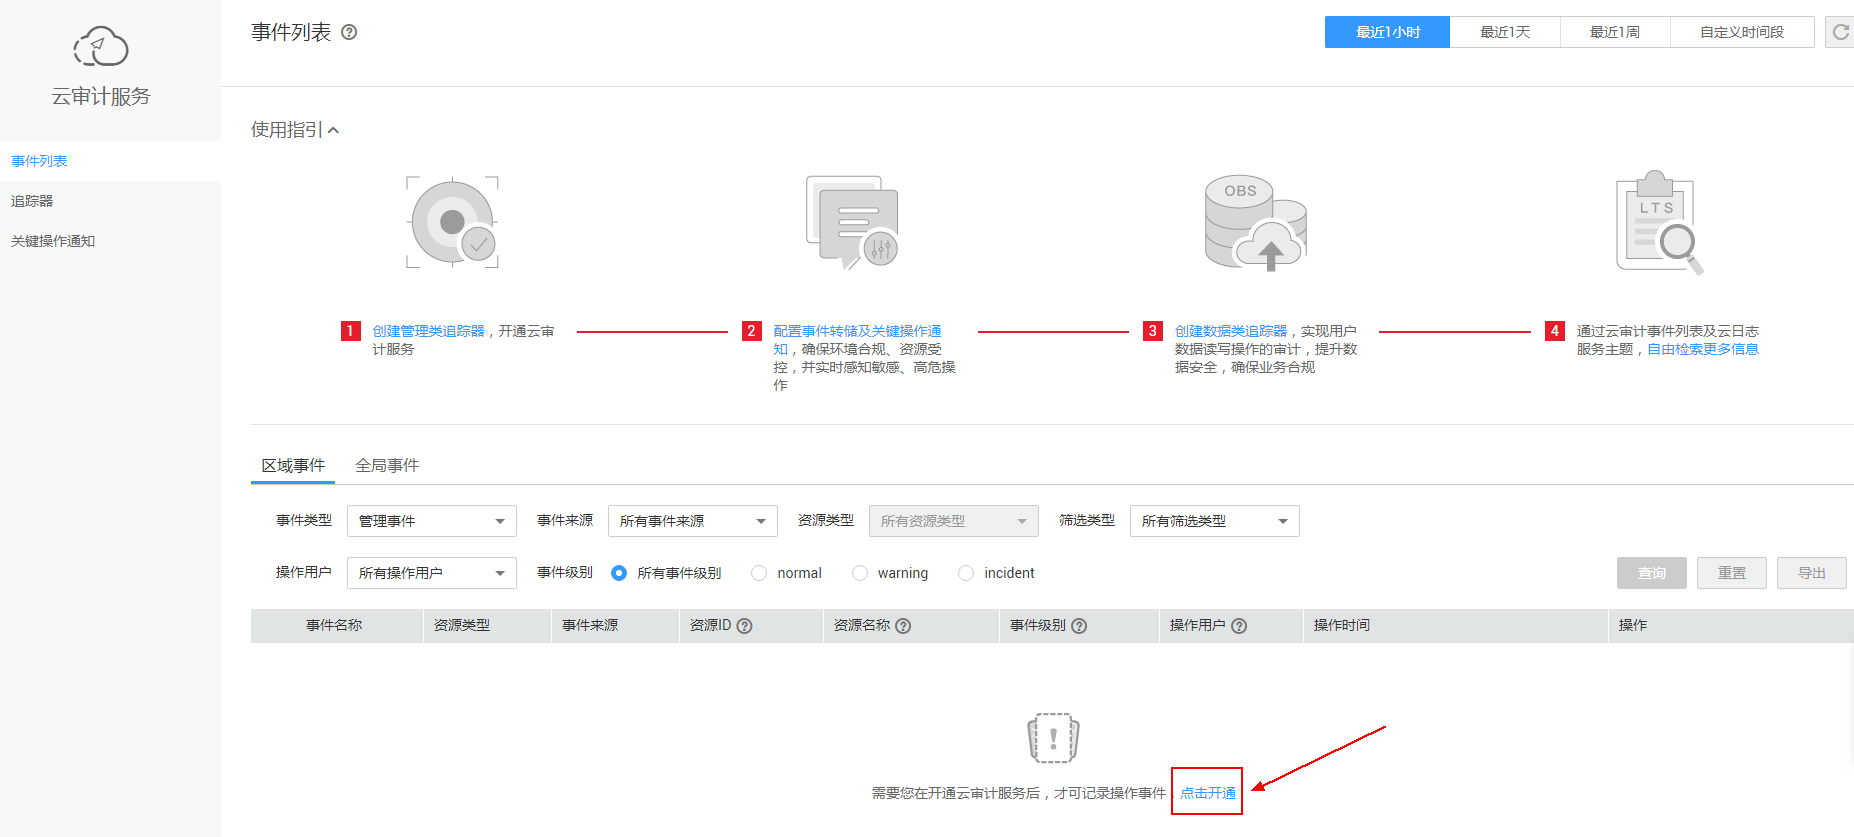 云审计服务
事件列表
追踪器
关键操作通知
事件列表
最近1小时
最近1天
最近1周
自定义时间段
使用指引
OBS
LTS
1 创建管理类追踪器，开通云审
计服务
2 配置事件转储及关键操作通
知，确保环境合规、资源受
控，并实时感知敏感、高危操
作
3 创建数据类追踪器，实现用户
数据读写操作的审计，提升数
据安全，确保业务合规
4 通过云审计事件列表及云日志
服务主题，自由检索更多信息
区域事件 全局事件
事件类型 管理事件 事件来源 所有事件来源 资源类型 所有资源类型 筛选类型 所有筛选类型
操作用户 所有操作用户 事件级别 所有事件级别 normal warning incident 查询 重置 导出
事件名称 资源类型 事件来源 资源ID 资源名称 事件级别 操作用户 操作时间 操作
需要您在开通云审计服务后，才可记录操作事件 点击开通